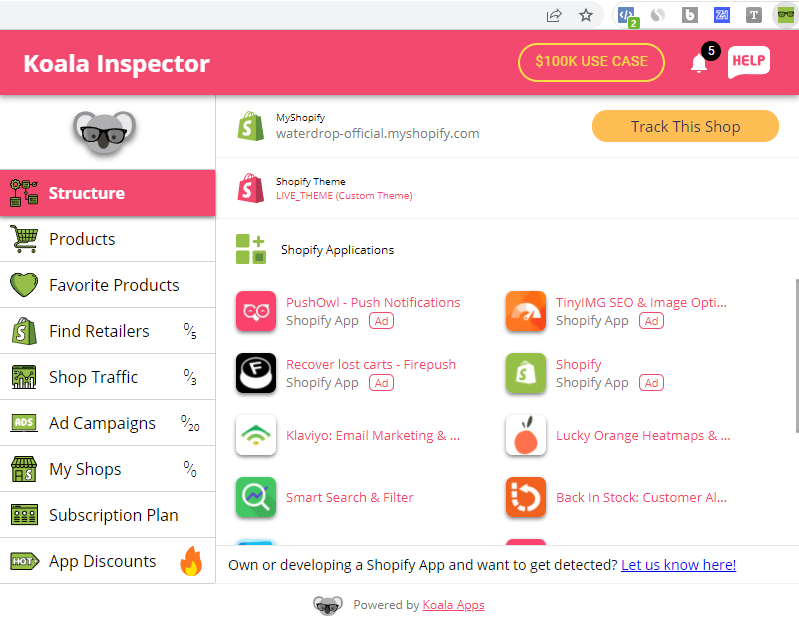 2
b
T
Koala Inspector
$100K USE CASE
5
HELP
MyShopify
waterdrop-official.myshopify.com
Track This Shop
Structure
Shopify Theme
LIVE_THEME (Custom Theme)
Products
Shopify Applications
Favorite Products
PushOwl - Push Notifications
Shopify App Ad
TinyIMG SEO & Image Opti...
Shopify App Ad
Find Retailers 0/5
Recover lost carts - Firepush
Shopify App Ad
Shopify
Shopify App Ad
Shop Traffic 0/3
ADS Ad Campaigns 0/20
Klaviyo: Email Marketing & ...
Lucky Orange Heatmaps & ...
My Shops 0/0
Smart Search & Filter
Back in Stock: Customer Al...
Subscription Plan
HOT App Discounts
Own or developing a Shopify App and want to get detected? Let us know here!
Powered by Koala Apps